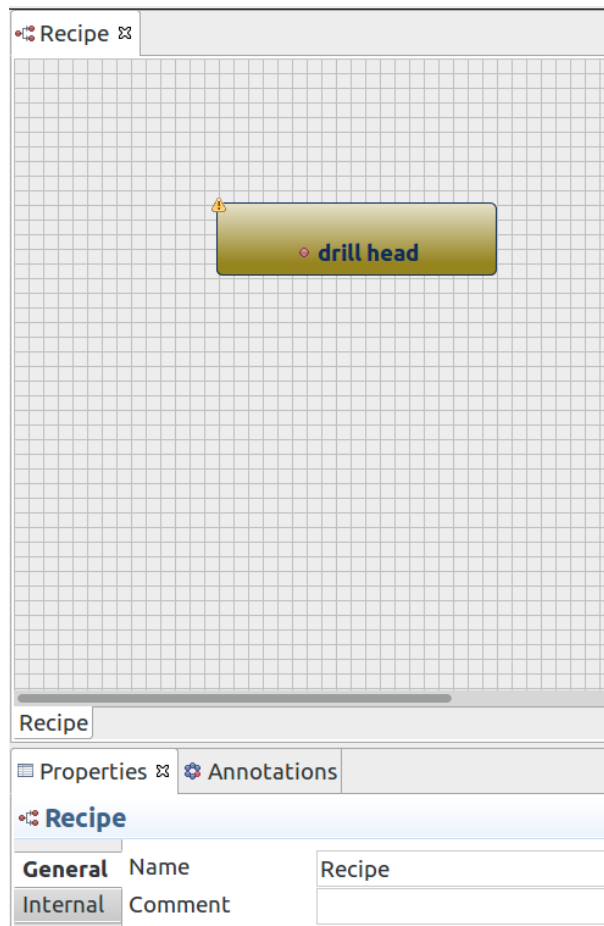 Recipe
drill head
Recipe
Properties Annotations
Recipe
General Name Recipe
Internal Comment